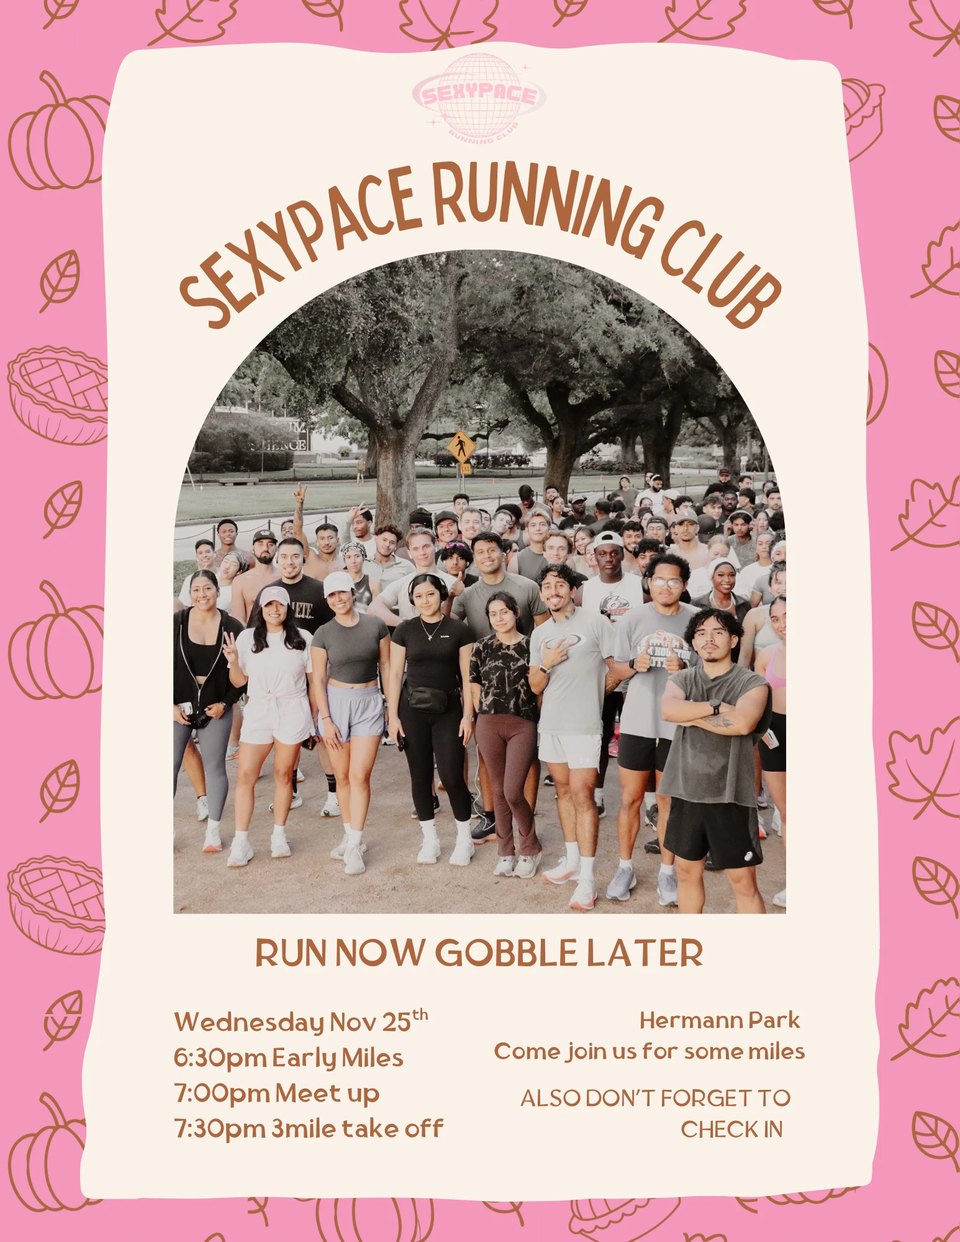 SEXYPACE
RUNNING CLUB
SEXYPACE RUNNING CLUB
RUN NOW GOBBLE LATER
Wednesday Nov 25th
6:30pm Early Miles
7:00pm Meet up
7:30pm 3mile take off
Hermann Park
Come join us for some miles
ALSO DON'T FORGET TO
CHECK IN